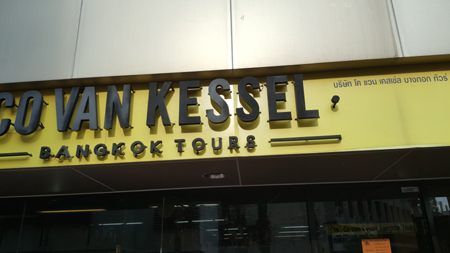 CO VAN KESSEL
บริษัท โค แวน เคสเซิล บางกอก ทัวร์
BANGKOK TOURS